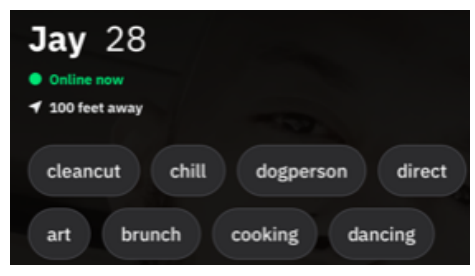 Jay 28
Online now
100 feet away
cleancut chill dogperson direct
art brunch cooking dancing